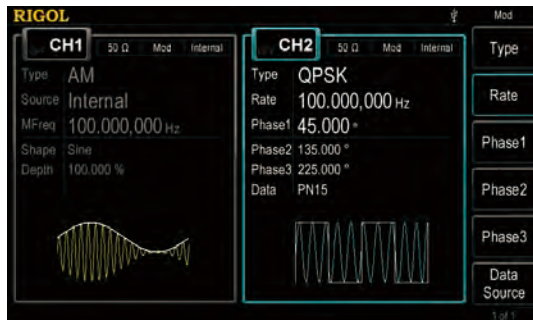 RIGOL
Mod
CH1
50 Ω
Mod
Internal
Type AM
Source Internal
MFreq 100.000,000 Hz
Shape Sine
Depth 100.000 %
CH2
50 Ω
Mod
Internal
Type QPSK
Rate 100.000,000 Hz
Phase1 45.000 °
Phase2 135.000 °
Phase3 225.000 °
Data PN15
Type
Rate
Phase1
Phase2
Phase3
Data
Source
1 of 1